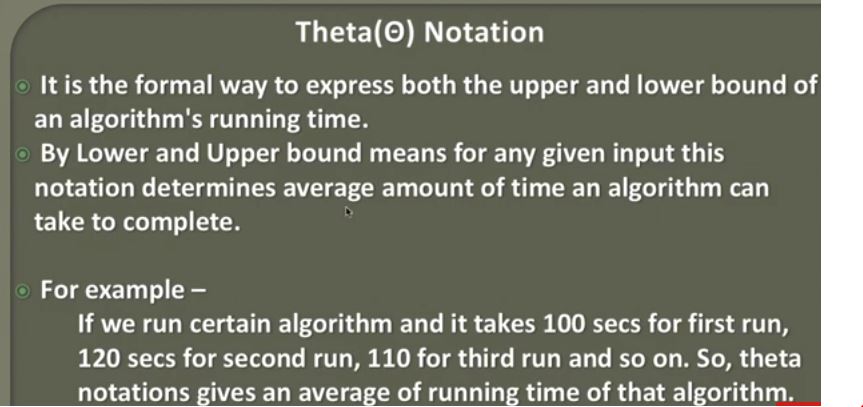 Theta(Θ) Notation
It is the formal way to express both the upper and lower bound of
an algorithm's running time.
By Lower and Upper bound means for any given input this
notation determines average amount of time an algorithm can
take to complete.
For example –
If we run certain algorithm and it takes 100 secs for first run,
120 secs for second run, 110 for third run and so on. So, theta
notations gives an average of running time of that algorithm.